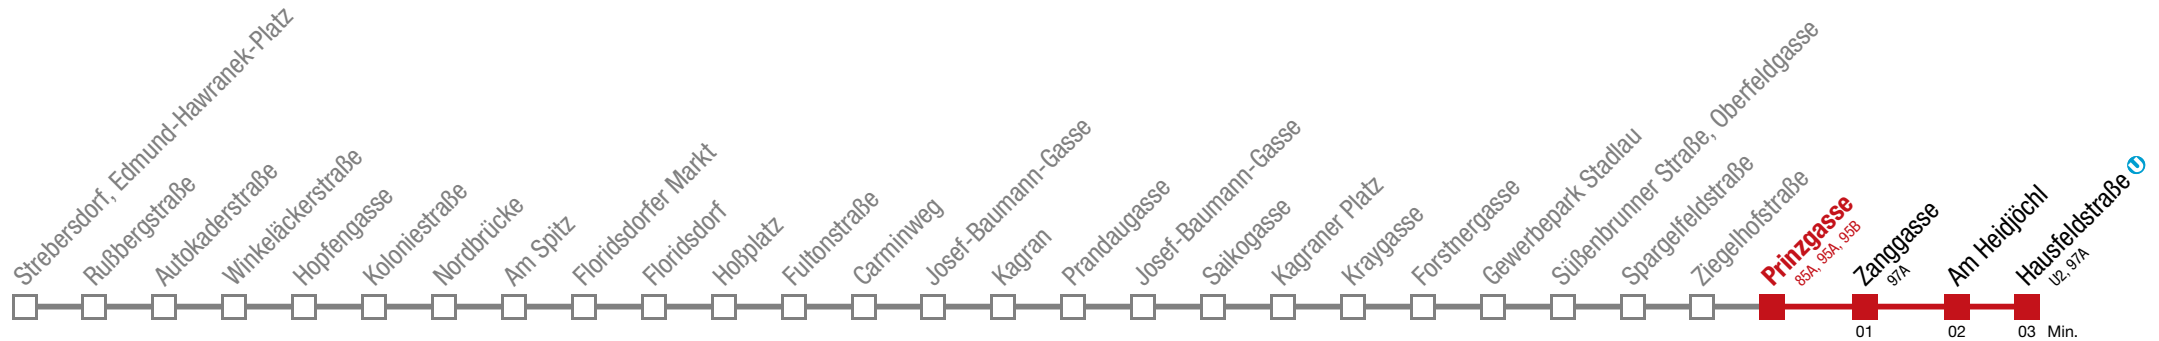 Strebersdorf, Edmund-Hawranek-Platz
Rußbergstraße
Autokaderstraße
Winkeläckerstraße
Hopfengasse
Koloniestraße
Nordbrücke
Am Spitz
Floridsdorfer Markt
Floridsdorf
Hoßplatz
Fultonstraße
Carminweg
Josef-Baumann-Gasse
Kagran
Prandaugasse
Josef-Baumann-Gasse
Saikogasse
Kagraner Platz
Kraygasse
Forstnergasse
Gewerbepark Stadlau
Süßenbrunner Straße, Oberfeldgasse
Spargelfeldstraße
Ziegelhofstraße
Prinzgasse
85A, 95A, 95B
Zanggasse
97A
Am Heidjöchl
Hausfeldstraße U
U2, 97A
01 02 03 Min.